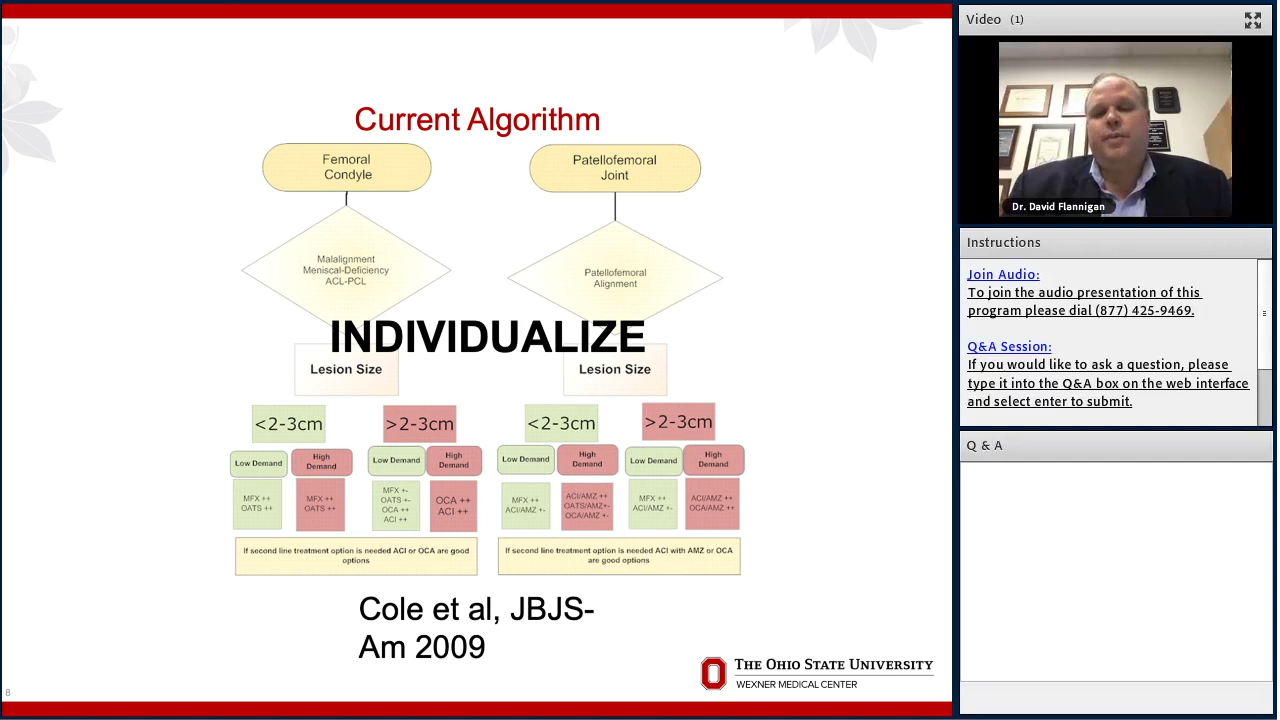 Current Algorithm
Femoral
Condyle
Patellofemoral
Joint
Malalignment
Meniscal-Deficiency
ACL-PCL
Patellofemoral
Alignment
INDIVIDUALIZE
Lesion Size
Lesion Size
<2-3cm
>2-3cm
<2-3cm
>2-3cm
Low Demand
High
Demand
Low Demand
High
Demand
Low Demand
High
Demand
Low Demand
High
Demand
MFX ++
OATS ++
MFX ++
OATS ++
MFX +-
OATS +-
OCA ++
ACI ++
OCA ++
ACI ++
MFX ++
ACI/AMZ +-
ACI/AMZ ++
OATS/AMZ+-
OCA/AMZ +-
MFX ++
ACI/AMZ +-
ACI/AMZ ++
OCA/AMZ ++
If second line treatment option is needed ACI or OCA are good
options
If second line treatment option is needed ACI with AMZ or OCA
are good options
Cole et al, JBJS-
Am 2009
THE OHIO STATE UNIVERSITY
WEXNER MEDICAL CENTER
8
Video (1)
Dr. David Flannigan
Instructions
Join Audio:
To join the audio presentation of this
program please dial (877) 425-9469.
Q&A Session:
If you would like to ask a question, please
type it into the Q&A box on the web interface
and select enter to submit.
Q & A